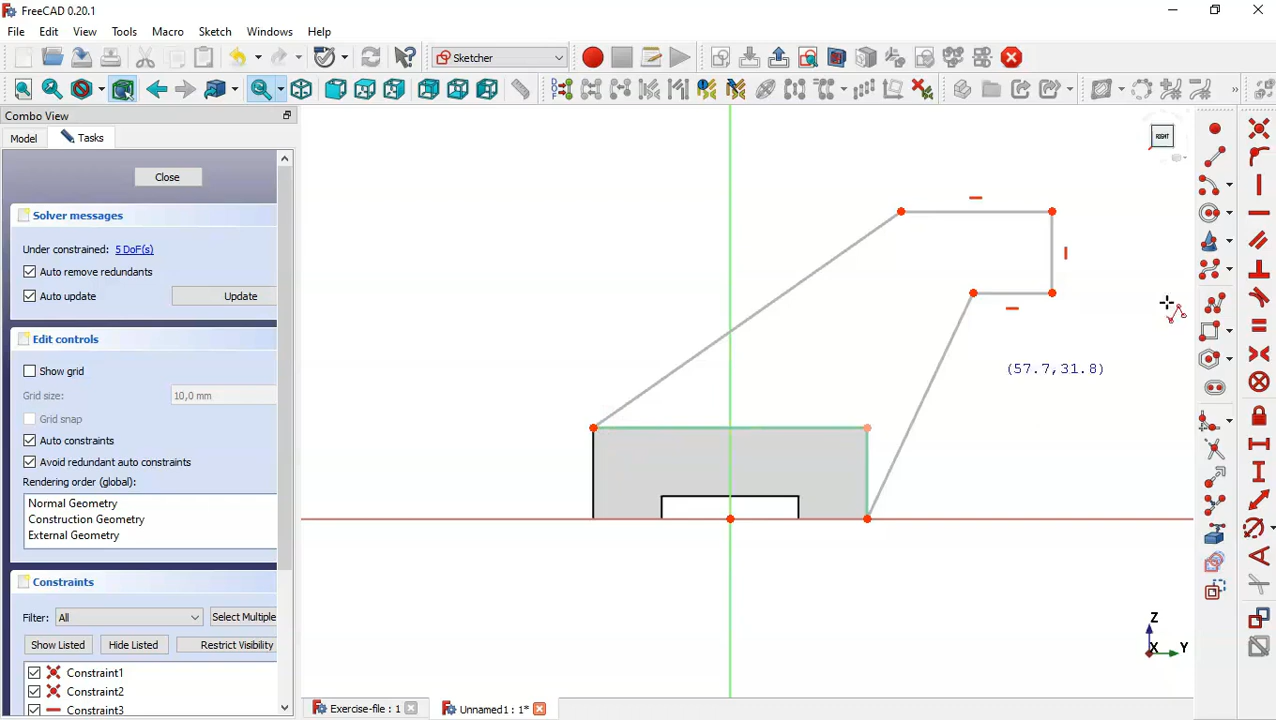 FreeCAD 0.20.1
File Edit View Tools Macro Sketch Windows Help
Sketcher
Combo View
Model Tasks
Close
Solver messages
Under constrained: 5 DoF(s)
Auto remove redundants
Auto update Update
Edit controls
Show grid
Grid size: 10,0 mm
Grid snap
Auto constraints
Avoid redundant auto constraints
Rendering order (global):
Normal Geometry
Construction Geometry
External Geometry
Constraints
Filter: All Select Multiple
Show Listed Hide Listed Restrict Visibility
Constraint1
Constraint2
Constraint3
RIGHT
(57.7,31.8)
Z
X Y
Exercise-file : 1 Unnamed1 : 1*